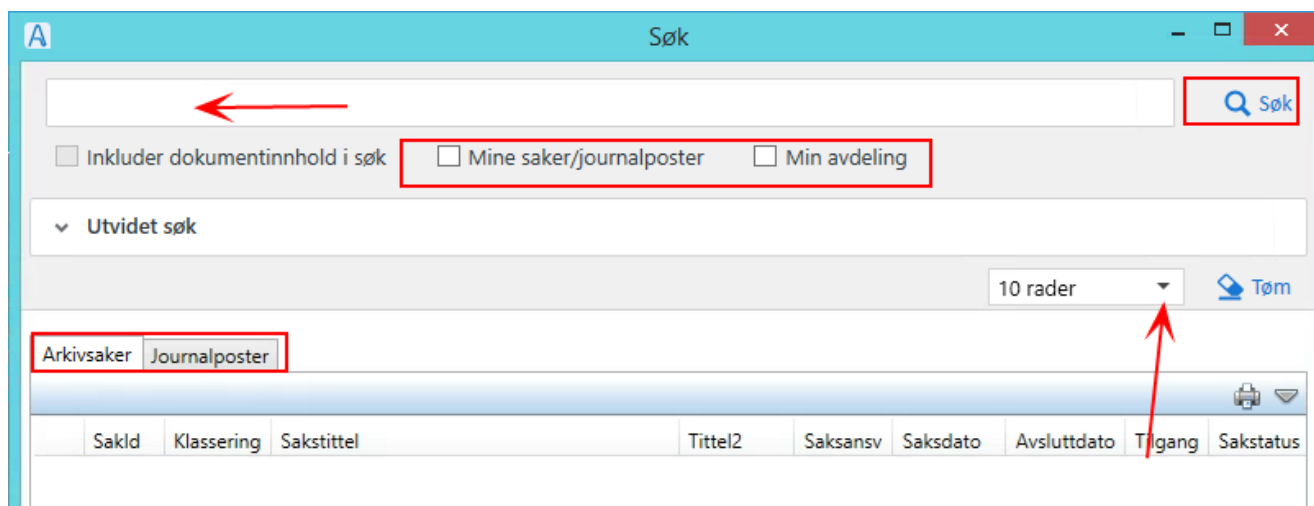 Søk
Søk
Inkluder dokumentinnhold i søk Mine saker/journalposter Min avdeling
Utvidet søk
10 rader Tøm
Arkivsaker Journalposter
SakId Klassering Sakstittel Tittel2 Saksansv Saksdato Avsluttdato Tilgang Sakstatus